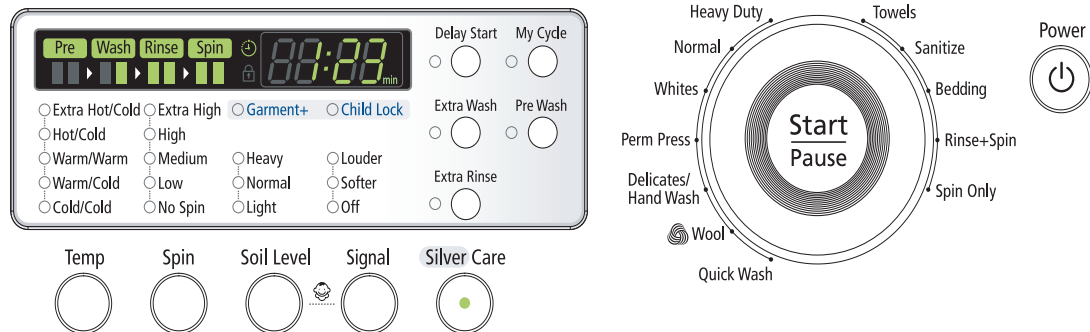 Pre Wash Rinse Spin
1:23 min
Extra Hot/Cold
Hot/Cold
Warm/Warm
Warm/Cold
Cold/Cold
Extra High
High
Medium
Low
No Spin
Garment+
Heavy
Normal
Light
Child Lock
Louder
Softer
Off
Delay Start
My Cycle
Extra Wash
Pre Wash
Extra Rinse
Temp
Spin
Soil Level
Signal
Silver Care
Heavy Duty
Normal
Whites
Perm Press
Delicates/
Hand Wash
Wool
Quick Wash
Towels
Sanitize
Bedding
Rinse+Spin
Spin Only
Start
Pause
Power